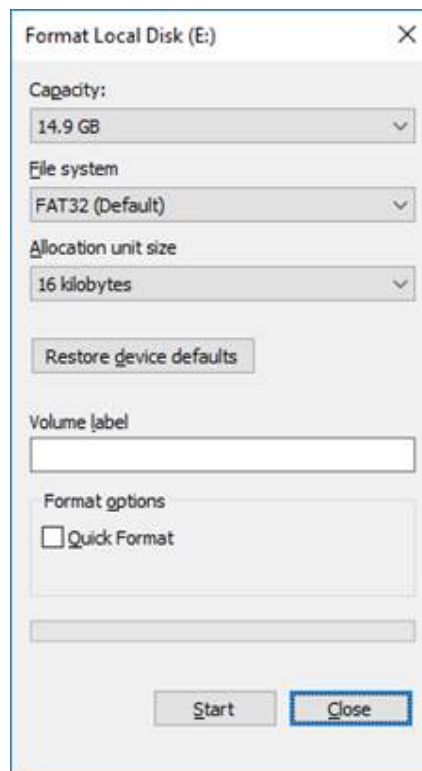 Format Local Disk (E:)
Capacity:
14.9 GB
File system
FAT32 (Default)
Allocation unit size
16 kilobytes
Restore device defaults
Volume label
Format options
Quick Format
Start Close